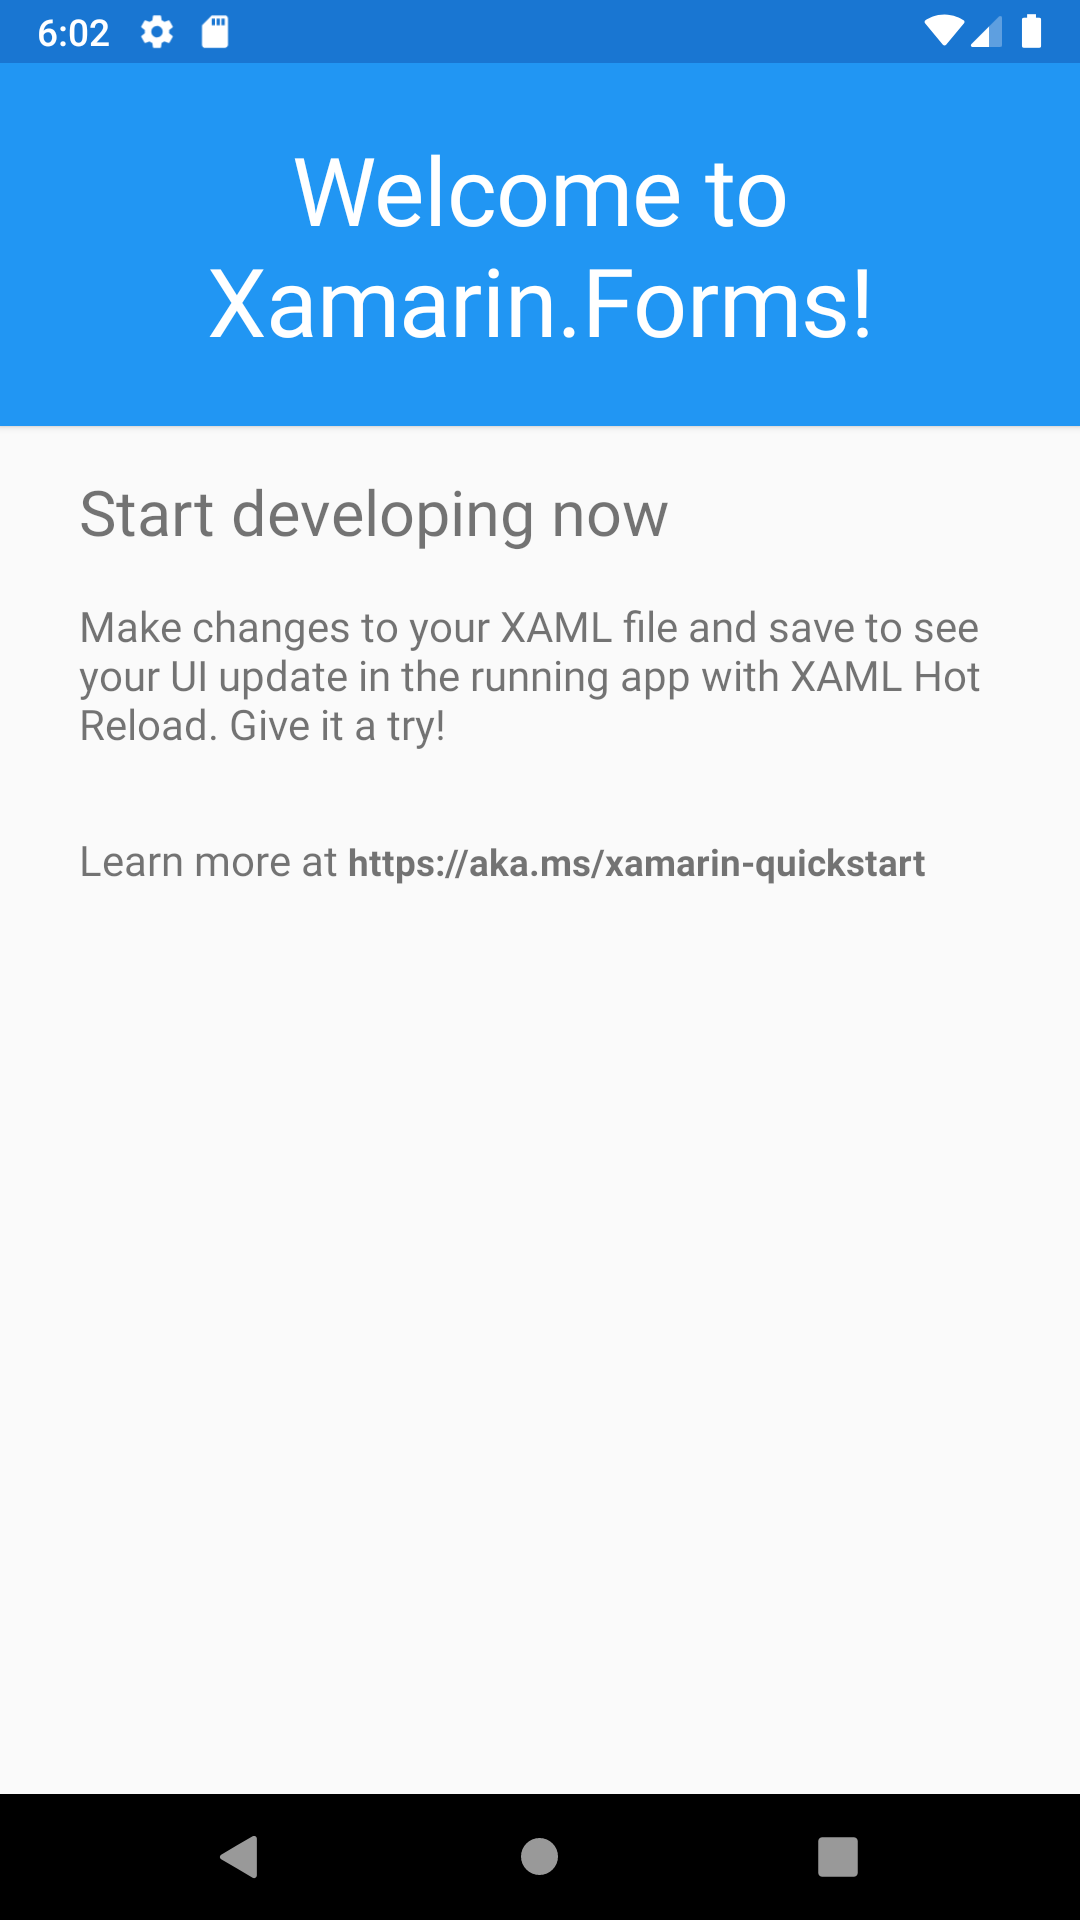 6:02
Welcome to
Xamarin.Forms!
Start developing now
Make changes to your XAML file and save to see
your UI update in the running app with XAML Hot
Reload. Give it a try!
Learn more at https://aka.ms/xamarin-quickstart